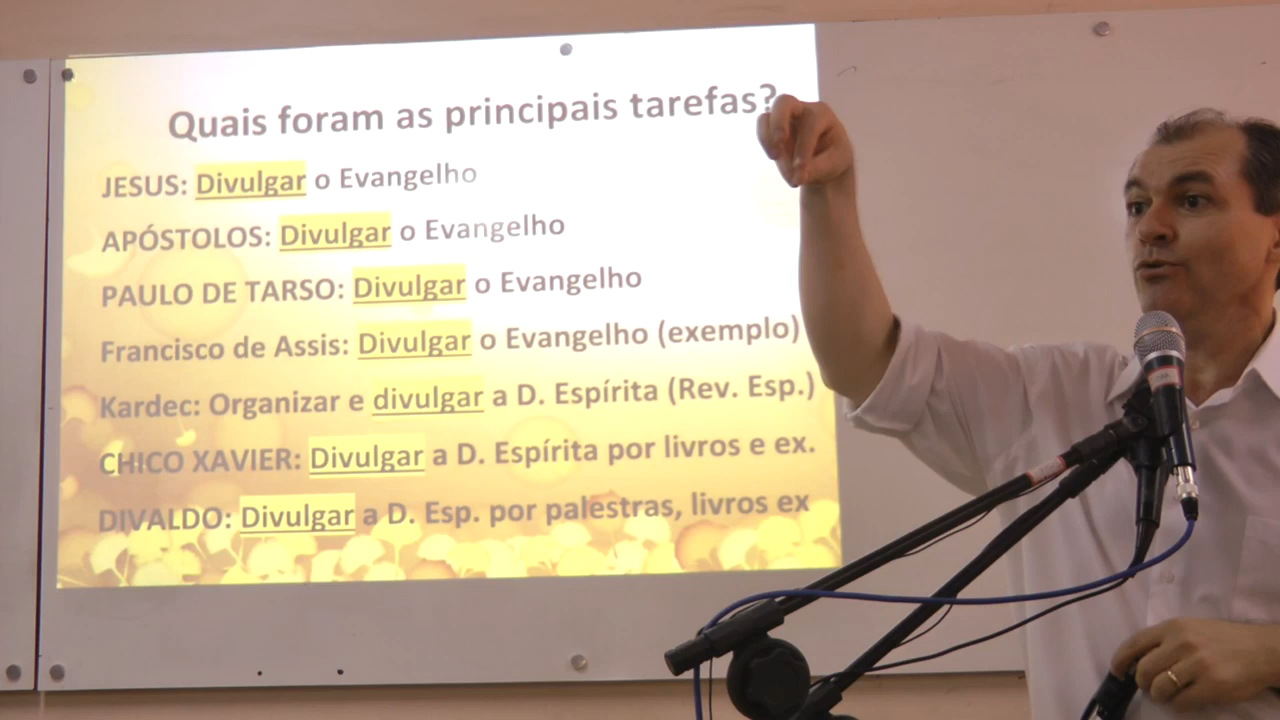 Quais foram as principais tarefas?
JESUS: Divulgar o Evangelho
APÓSTOLOS: Divulgar o Evangelho
PAULO DE TARSO: Divulgar o Evangelho
Francisco de Assis: Divulgar o Evangelho (exemplo)
Kardec: Organizar e divulgar a D. Espírita (Rev. Esp.)
CHICO XAVIER: Divulgar a D. Espírita por livros e ex.
DIVALDO: Divulgar a D. Esp. por palestras, livros ex